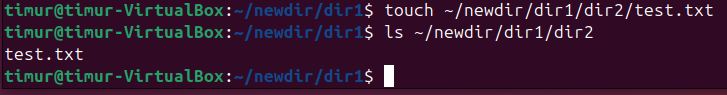 timur@timur-VirtualBox:~/newdir/dir1$ touch ~/newdir/dir1/dir2/test.txt
timur@timur-VirtualBox:~/newdir/dir1$ ls ~/newdir/dir1/dir2
test.txt
timur@timur-VirtualBox:~/newdir/dir1$